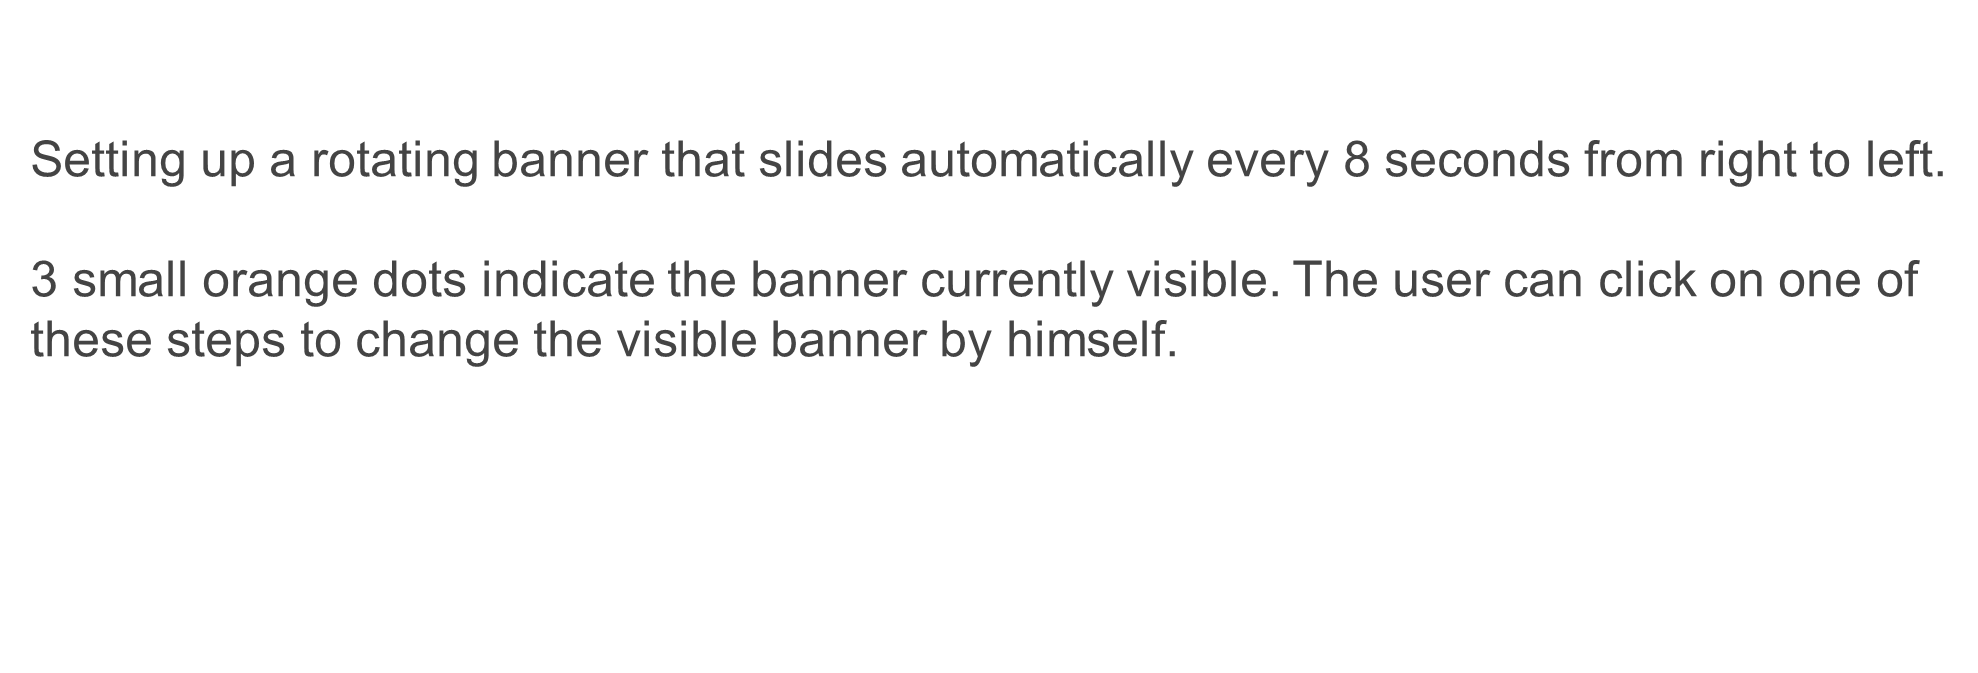 Setting up a rotating banner that slides automatically every 8 seconds from right to left.
3 small orange dots indicate the banner currently visible. The user can click on one of
these steps to change the visible banner by himself.